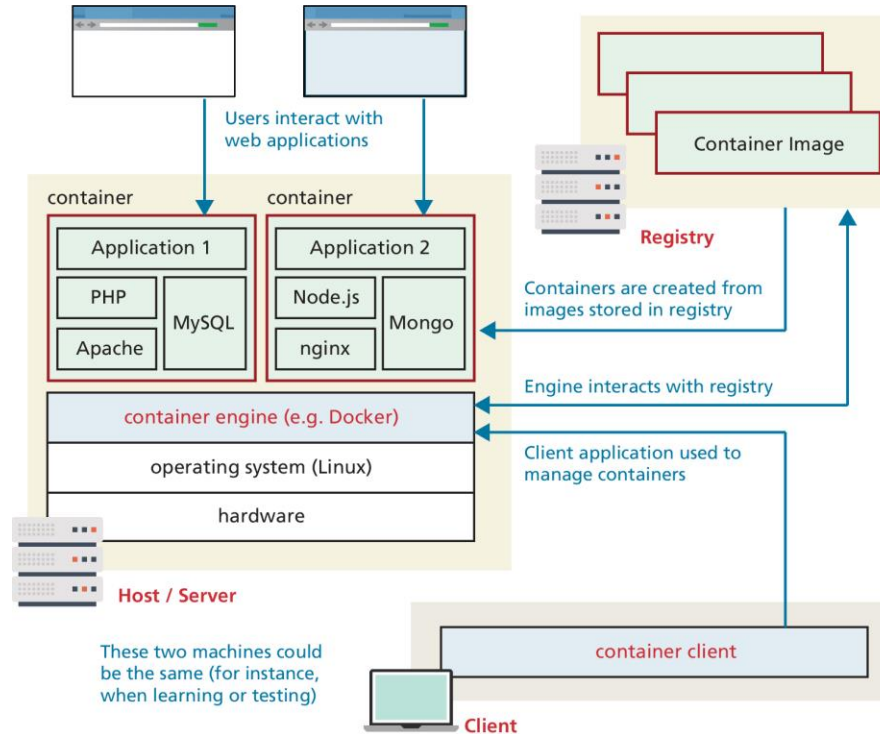 Users interact with
web applications
Container Image
Registry
container
container
Application 1
PHP
MySQL
Apache
Application 2
Node.js
Mongo
nginx
Containers are created from
images stored in registry
Engine interacts with registry
container engine (e.g. Docker)
Client application used to
manage containers
operating system (Linux)
hardware
Host / Server
These two machines could
be the same (for instance,
when learning or testing)
container client
Client